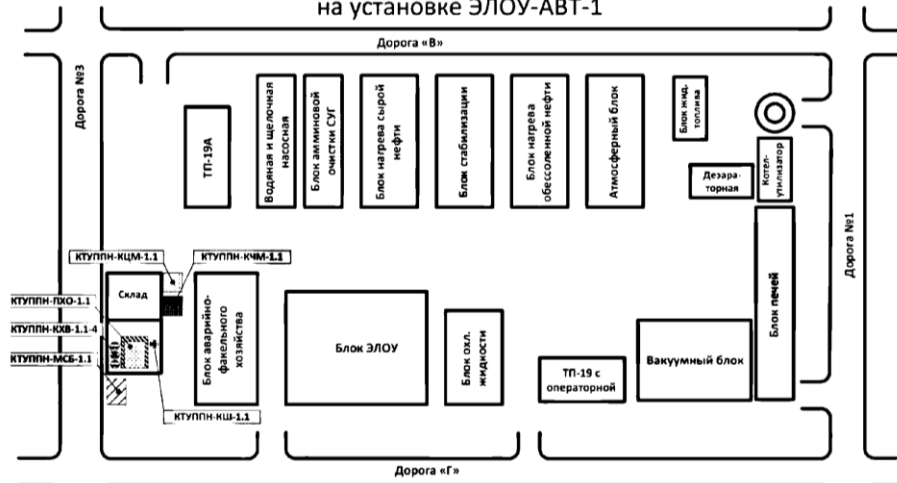 на установке ЭЛОУ-АВТ-1
Дорога «В»
Дорога №3
Дорога №1
ТП-19А
Водяная и щелочная
насосная
Блок амминовой
очистки СУГ
Блок нагрева сырой
нефти
Блок стабилизации
Блок нагрева
обессоленной нефти
Атмосферный блок
Блок жид.
топлива
Дезара-
торная
Котел-
утилизатор
КТУППН-КЦМ-1.1
КТУППН-КЧМ-1.1
Склад
КТУППН-ПХО-1.1
КТУППН-КХВ-1.1-4
КТУППН-МСБ-1.1
КТУППН-КШ-1.1
Блок аварийно-
факельного
хозяйства
Блок ЭЛОУ
Блок охл.
жидкости
ТП-19 с
операторной
Вакуумный блок
Блок печей
Дорога «Г»